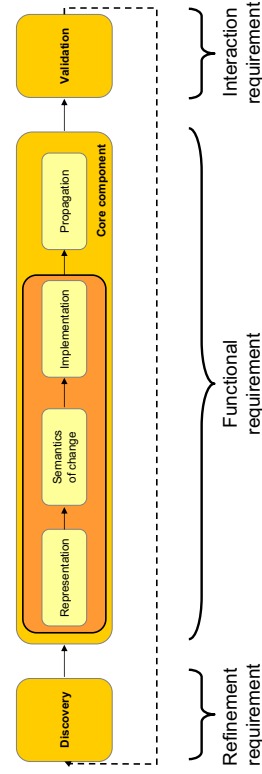 Discovery
Representation
Semantics
of change
Implementation
Propagation
Core component
Validation
Refinement
requirement
Functional
requirement
Interaction
requirement